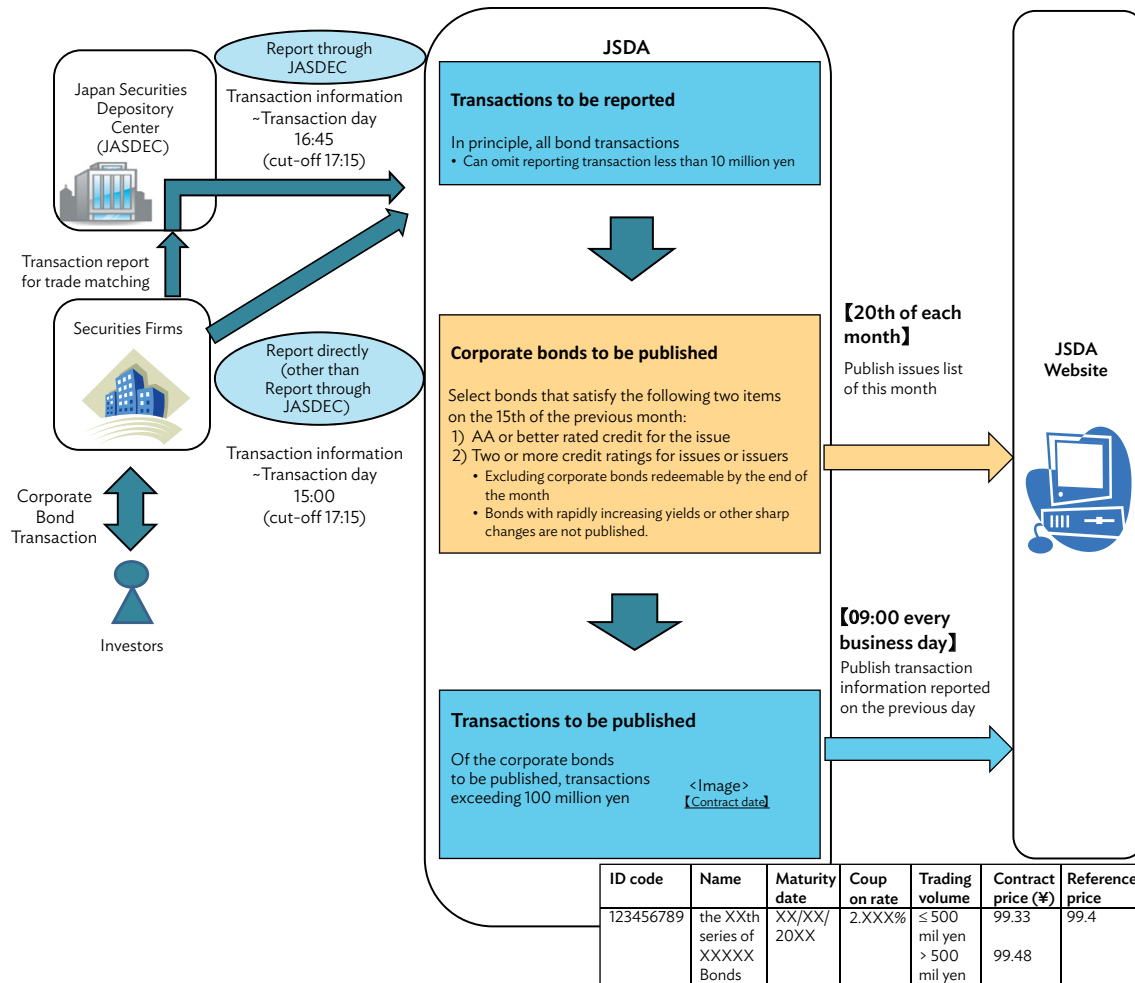 Japan Securities
Depository
Center
(JASDEC)
Report through
JASDEC
Transaction information
~Transaction day
16:45
(cut-off 17:15)
Transaction report
for trade matching
Securities Firms
Report directly
(other than
Report through
JASDEC)
Transaction information
~Transaction day
15:00
(cut-off 17:15)
Corporate
Bond
Transaction
Investors
JSDA
Transactions to be reported
In principle, all bond transactions
• Can omit reporting transaction less than 10 million yen
Corporate bonds to be published
Select bonds that satisfy the following two items
on the 15th of the previous month:
1) AA or better rated credit for the issue
2) Two or more credit ratings for issues or issuers
• Excluding corporate bonds redeemable by the end of
the month
• Bonds with rapidly increasing yields or other sharp
changes are not published.
Transactions to be published
Of the corporate bonds
to be published, transactions
exceeding 100 million yen
<Image>
【Contract date】
【20th of each
month】
Publish issues list
of this month
【09:00 every
business day】
Publish transaction
information reported
on the previous day
JSDA
Website
ID code Name Maturity Coup Trading Contract Reference
date on rate volume price (¥) price
123456789 the XXth XX/XX/ 2.XXX% ≤ 500 99.33 99.4
series of 20XX mil yen
XXXXX > 500 99.48
Bonds mil yen